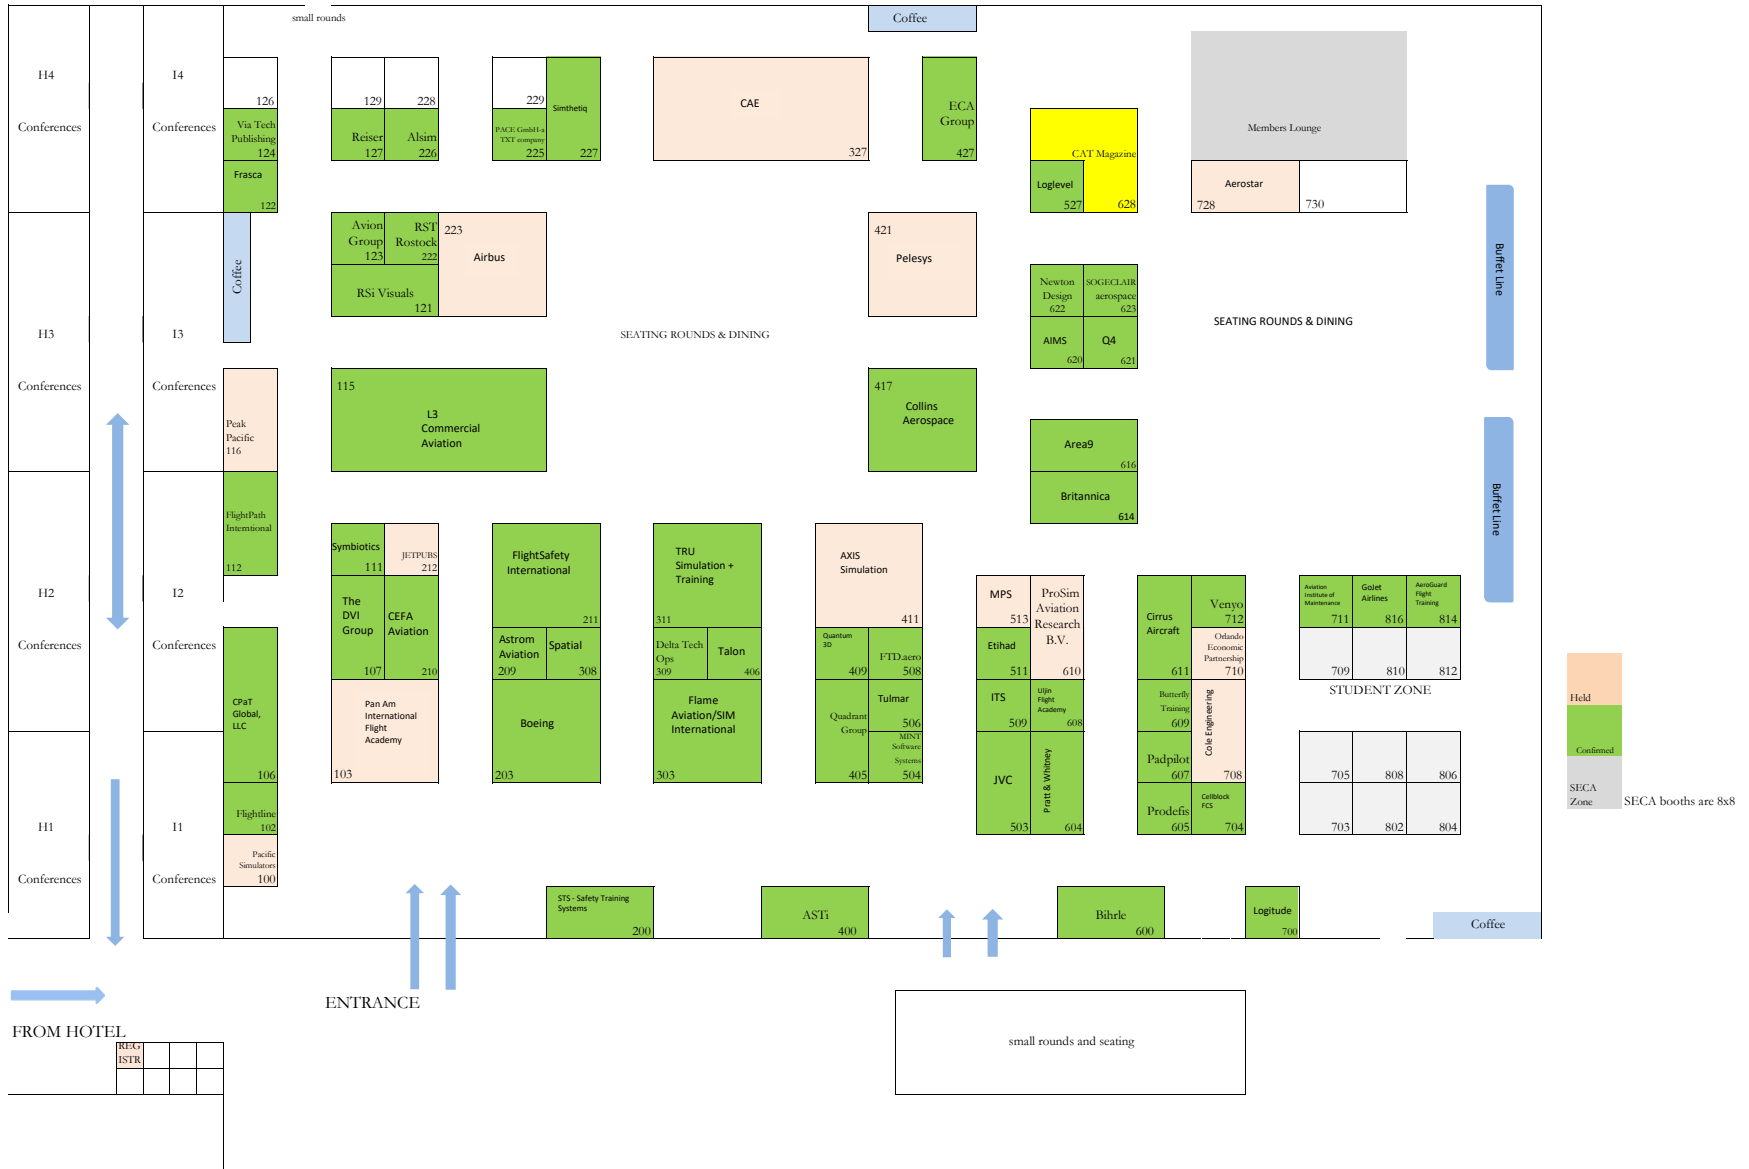 small rounds
Coffee
H4
Conferences
I4
Conferences
126
Via Tech
Publishing
124
Frasca
122
129
228
Reiser
127
Alsim
226
229
PACE GmbH-a
TXT company
225
Simthetiq
227
CAE
327
ECA
Group
427
CAT Magazine
628
Loglevel
527
Members Lounge
Aerostar
728
730
Buffet Line
H3
Conferences
I3
Conferences
Coffee
Avion
Group
123
RST
Rostock
222
223
Airbus
RSi Visuals
121
421
Pelesys
Newton
Design
622
SOGECLAIR
aerospace
623
AIMS
620
Q4
621
SEATING ROUNDS & DINING
SEATING ROUNDS & DINING
Peak
Pacific
116
115
L3
Commercial
Aviation
417
Collins
Aerospace
Area9
616
Britannica
614
Buffet Line
H2
Conferences
I2
Conferences
FlightPath
Interntional
112
Symbiotics
111
JETPUBS
212
The
DVI
Group
107
CEFA
Aviation
210
FlightSafety
International
211
Astrom
Aviation
209
Spatial
308
TRU
Simulation +
Training
311
Delta Tech
Ops
309
Talon
406
AXIS
Simulation
411
Quantum
3D
409
FTD.aero
508
MPS
513
Etihad
511
ProSim
Aviation
Research
B.V.
610
Cirrus
Aircraft
611
Venyo
712
Orlando
Economic
Partnership
710
Aviation
Institute of
Maintenance
711
GoJet
Airlines
816
AeroGuard
Flight
Training
814
709
810
812
STUDENT ZONE
CPaT
Global,
LLC
106
Pan Am
International
Flight
Academy
103
Boeing
203
Flame
Aviation/SIM
International
303
Quadrant
Group
405
Tulmar
506
MINT
Software
Systems
504
ITS
509
Uljin
Flight
Academy
608
JVC
503
Pratt & Whitney
604
Butterfly
Training
609
Cole Engineering
708
Padpilot
607
Prodefis
605
Cellblock
FCS
704
705
808
806
703
802
804
Held
Confirmed
SECA
Zone
SECA booths are 8x8
H1
Conferences
I1
Conferences
Flightline
102
Pacific
Simulators
100
STS - Safety Training
Systems
200
ASTi
400
Bihrle
600
Logitude
700
Coffee
ENTRANCE
FROM HOTEL
REG
ISTR
small rounds and seating